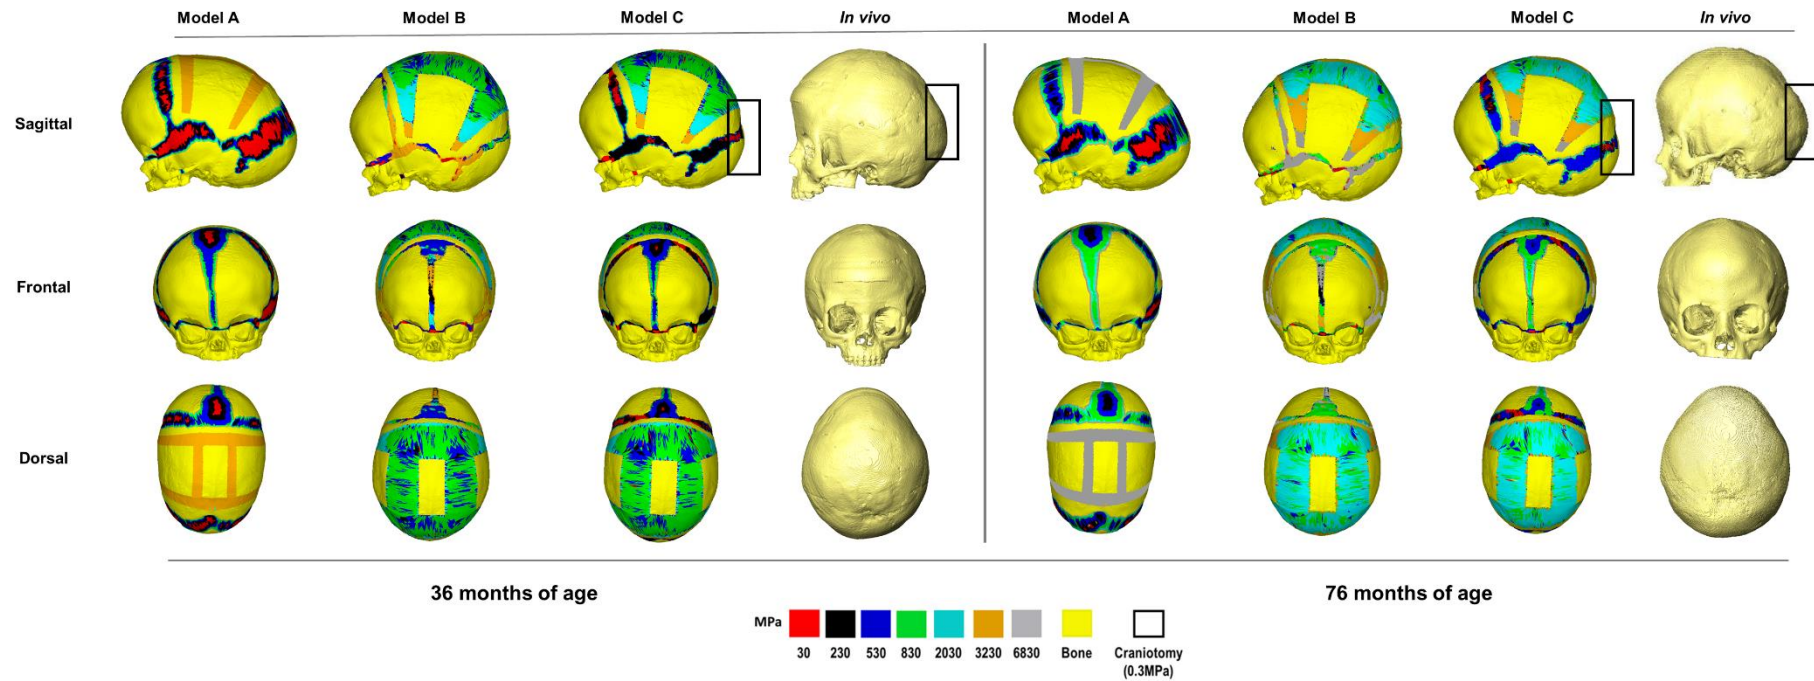 Model A Model B Model C In vivo Model A Model B Model C In vivo
Sagittal
Frontal
Dorsal
36 months of age 76 months of age
MPa
30 230 530 830 2030 3230 6830 Bone Craniotomy
(0.3MPa)